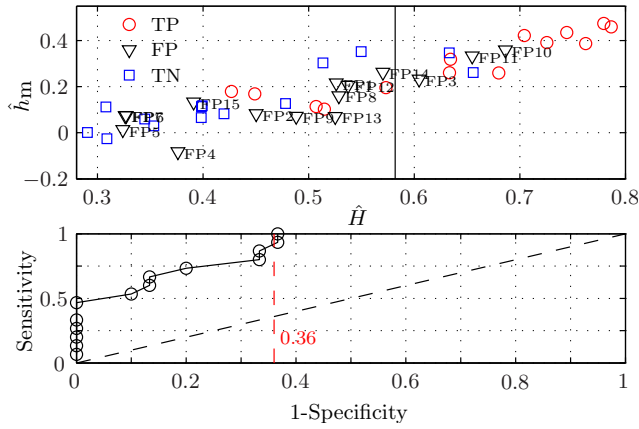 TP
FP
TN
ĥm
0.6
0.4
0.2
0
−0.2
FP10
FP11
FP14
FP3
FP1
FP12
FP8
FP15
FP2
FP9
FP13
FP5
FP4
0.3
0.4
0.5
0.6
0.7
0.8
Ĥ
Sensitivity
1
0.5
0
0.36
0
0.2
0.4
0.6
0.8
1
1-Specificity